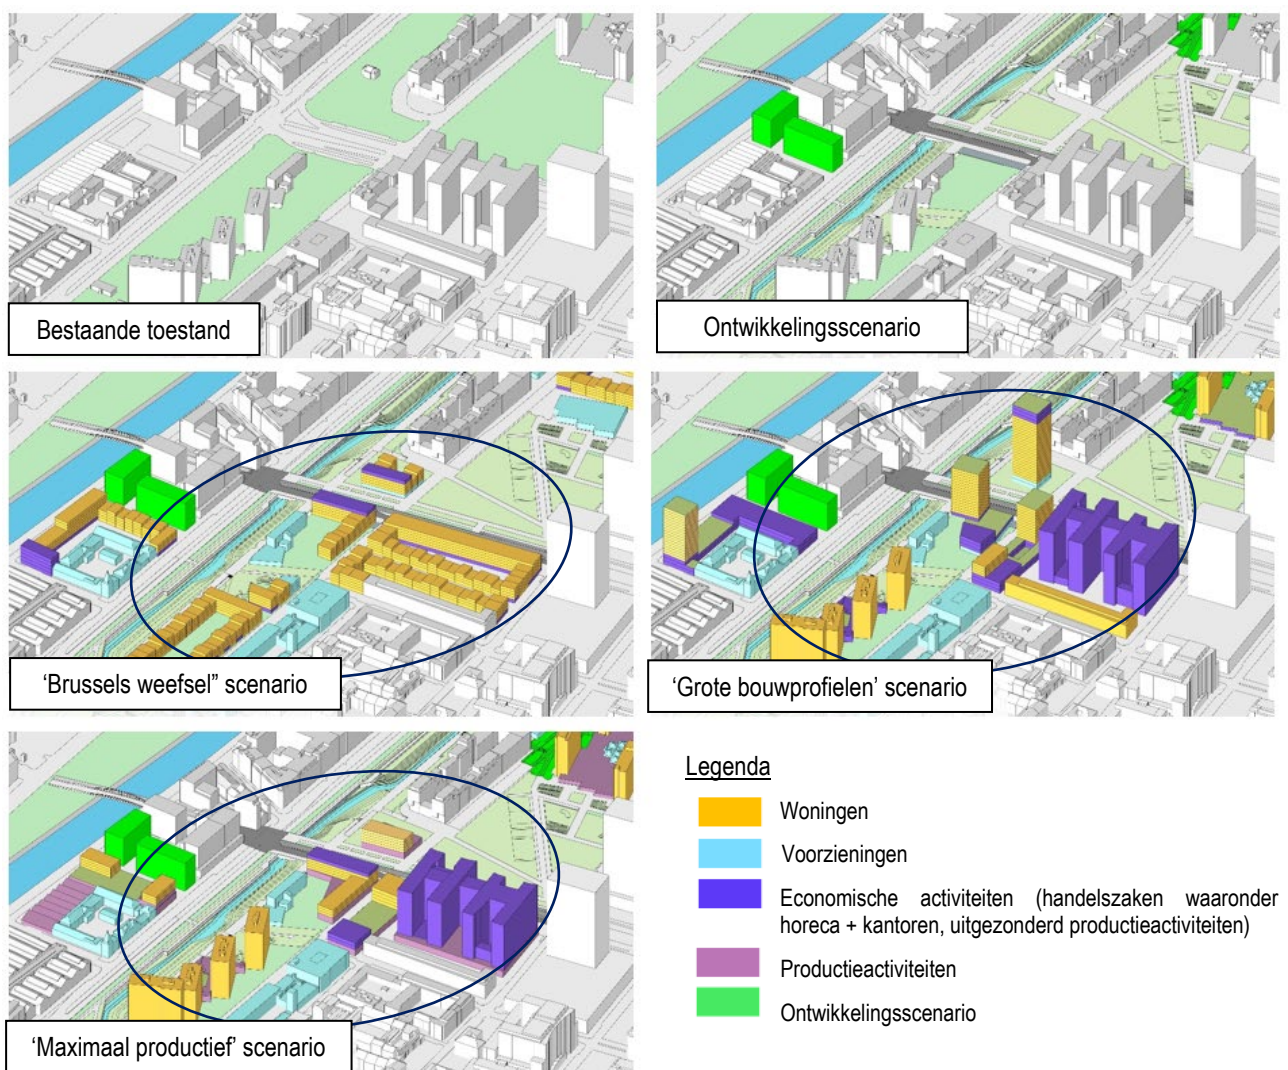 Bestaande toestand
Ontwikkelingsscenario
‘Brussels weefsel” scenario
‘Grote bouwprofielen’ scenario
‘Maximaal productief’ scenario
Legenda
Woningen
Voorzieningen
Economische activiteiten (handelszaken waaronder
horeca + kantoren, uitgezonderd productieactiviteiten)
Productieactiviteiten
Ontwikkelingsscenario